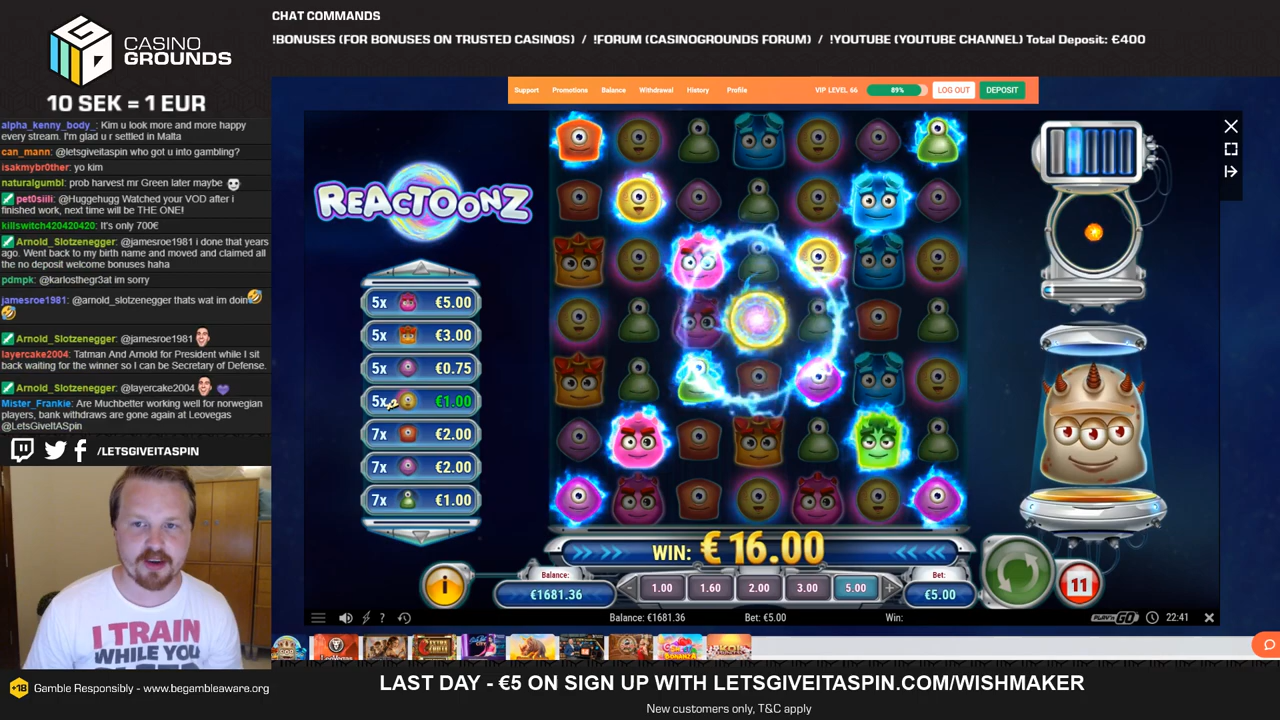 CHAT COMMANDS
!BONUSES (FOR BONUSES ON TRUSTED CASINOS) / !FORUM (CASINOGROUNDS FORUM) / !YOUTUBE (YOUTUBE CHANNEL) Total Deposit: €400
CASINO
GROUNDS
10 SEK = 1 EUR
alpha_kenny_body_: Kim u look more and more happy
every stream. I'm glad u r settled in
Malta
can_mann: @letsgiveitaspin who got u into gambling?
isakmybr0ther: yo kim
naturalgumbl: prob harvest mr Green later maybe
pet0siili: @Huggehugg Watched your VOD after i
finished work, next time will be THE ONE!
killswitch420420420: It's only 700€
Arnold_Slotzenegger: @jamesroe1981 i done that years
ago. Went back to my birth name and moved and claimed all
the no deposit welcome bonuses haha
pdmpk: @karlosthegr3at im sorry
jamesroe1981: @arnold_slotzenegger thats wat im doin
Arnold_Slotzenegger: @jamesroe1981
layercake2004: Tatman And Arnold for President while I sit
back waiting for the winner so I can be Secretary of Defense.
Arnold_Slotzenegger: @layercake2004
Mister_Frankie: Are Muchbetter working well for norwegian
players, bank withdraws are gone again at Leovegas
@LetsGiveItASpin
/LETSGIVEITASPIN
Support Promotions Balance Withdrawal History Profile VIP LEVEL 66 89% LOG OUT DEPOSIT
REACTOONZ
5x €5.00
5x €3.00
5x €0.75
5x €1.00
7x €2.00
7x €2.00
7x €1.00
WIN: €16.00
i
Balance:
€1681.36
1.00 1.60 2.00 3.00 5.00 +
Bet:
€5.00
11
? Balance: €1681.36 Bet: €5.00 Win: PLAY'N GO 22:41
I TRAIN
WHILE YOU
+18 Gamble Responsibly - www.begambleaware.org
LAST DAY - €5 ON SIGN UP WITH LETSGIVEITASPIN.COM/WISHMAKER
New customers only, T&C apply